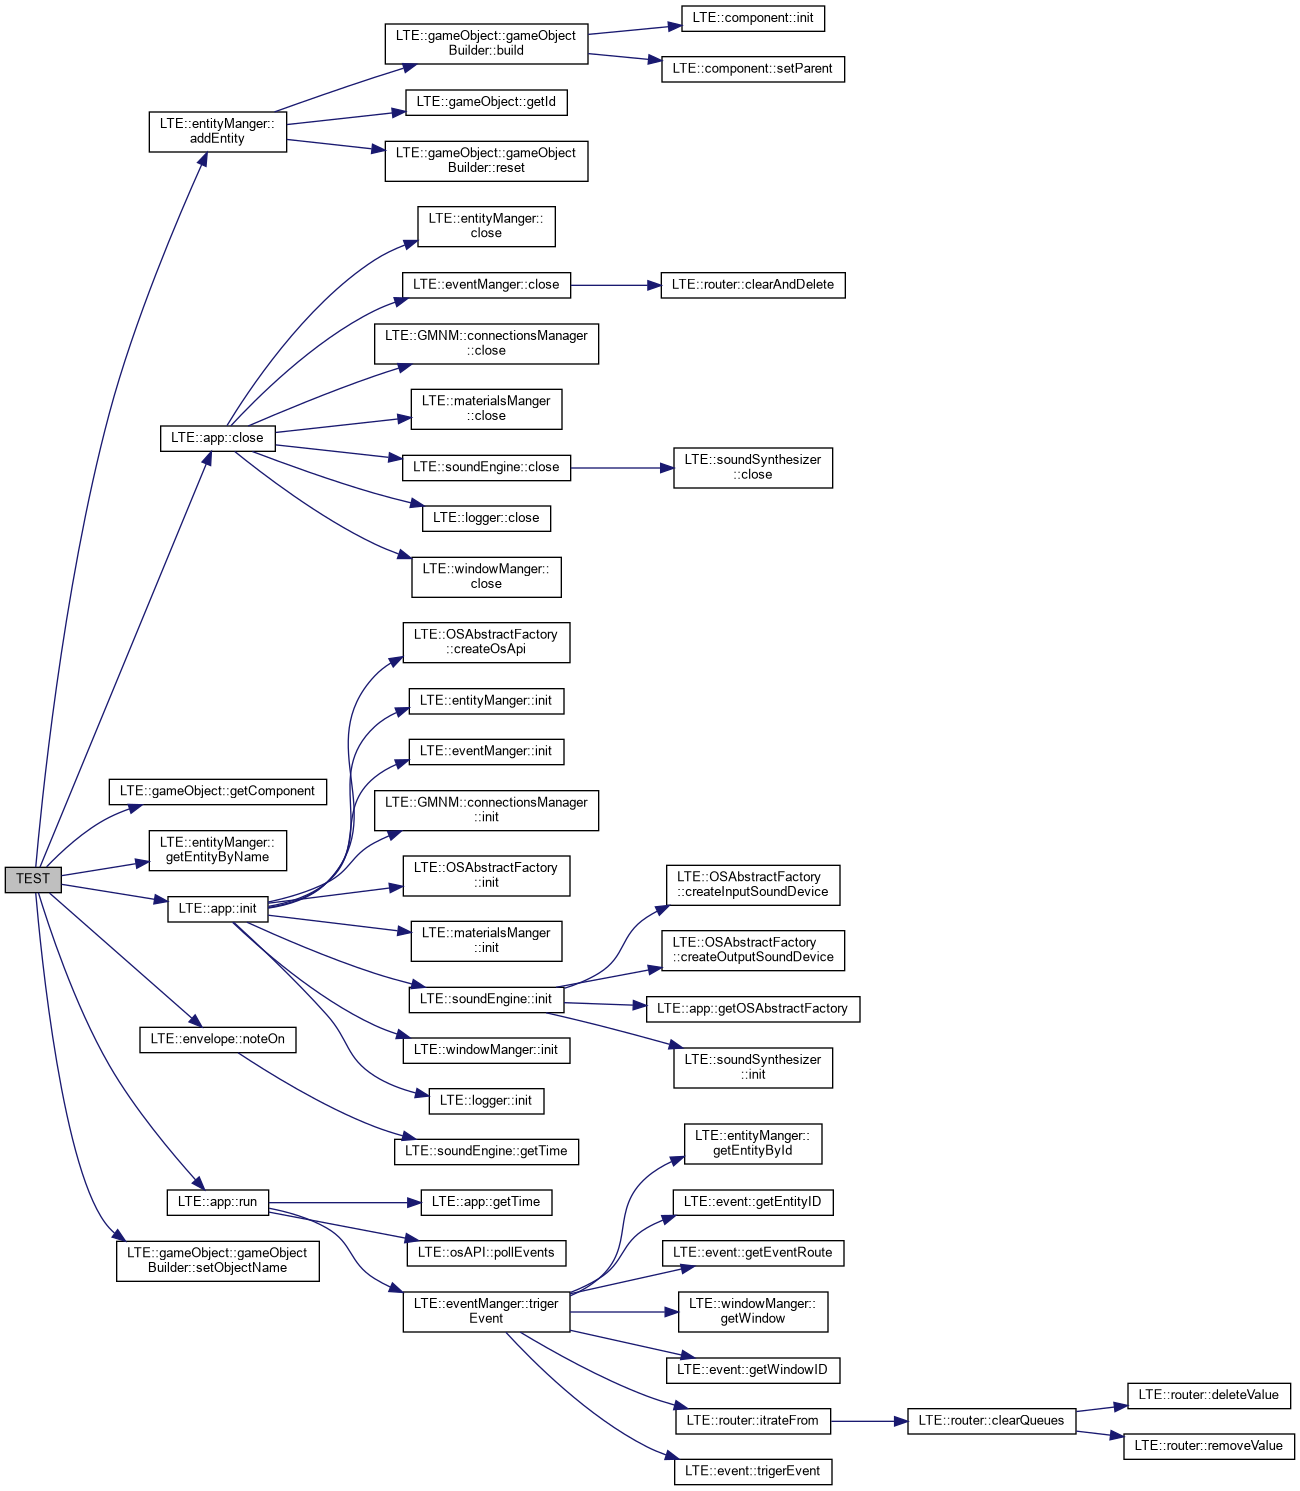 LTE::component::init
LTE::gameObject::gameObject
Builder::build
LTE::component::setParent
LTE::gameObject::getId
LTE::entityManger::
addEntity
LTE::gameObject::gameObject
Builder::reset
LTE::entityManger::
close
LTE::eventManger::close
LTE::router::clearAndDelete
LTE::GMNM::connectionsManager
::close
LTE::materialsManger
::close
LTE::app::close
LTE::soundEngine::close
LTE::soundSynthesizer
::close
LTE::logger::close
LTE::windowManger::
close
LTE::OSAbstractFactory
::createOsApi
LTE::entityManger::init
LTE::eventManger::init
LTE::gameObject::getComponent
LTE::GMNM::connectionsManager
::init
LTE::entityManger::
getEntityByName
TEST
LTE::OSAbstractFactory
::init
LTE::OSAbstractFactory
::createInputSoundDevice
LTE::app::init
LTE::materialsManger
::init
LTE::OSAbstractFactory
::createOutputSoundDevice
LTE::soundEngine::init
LTE::app::getOSAbstractFactory
LTE::envelope::noteOn
LTE::windowManger::init
LTE::soundSynthesizer
::init
LTE::logger::init
LTE::soundEngine::getTime
LTE::entityManger::
getEntityById
LTE::app::run
LTE::app::getTime
LTE::event::getEntityID
LTE::gameObject::gameObject
Builder::setObjectName
LTE::osAPI::pollEvents
LTE::event::getEventRoute
LTE::eventManger::triger
Event
LTE::windowManger::
getWindow
LTE::event::getWindowID
LTE::router::itrateFrom
LTE::router::clearQueues
LTE::router::deleteValue
LTE::router::removeValue
LTE::event::trigerEvent